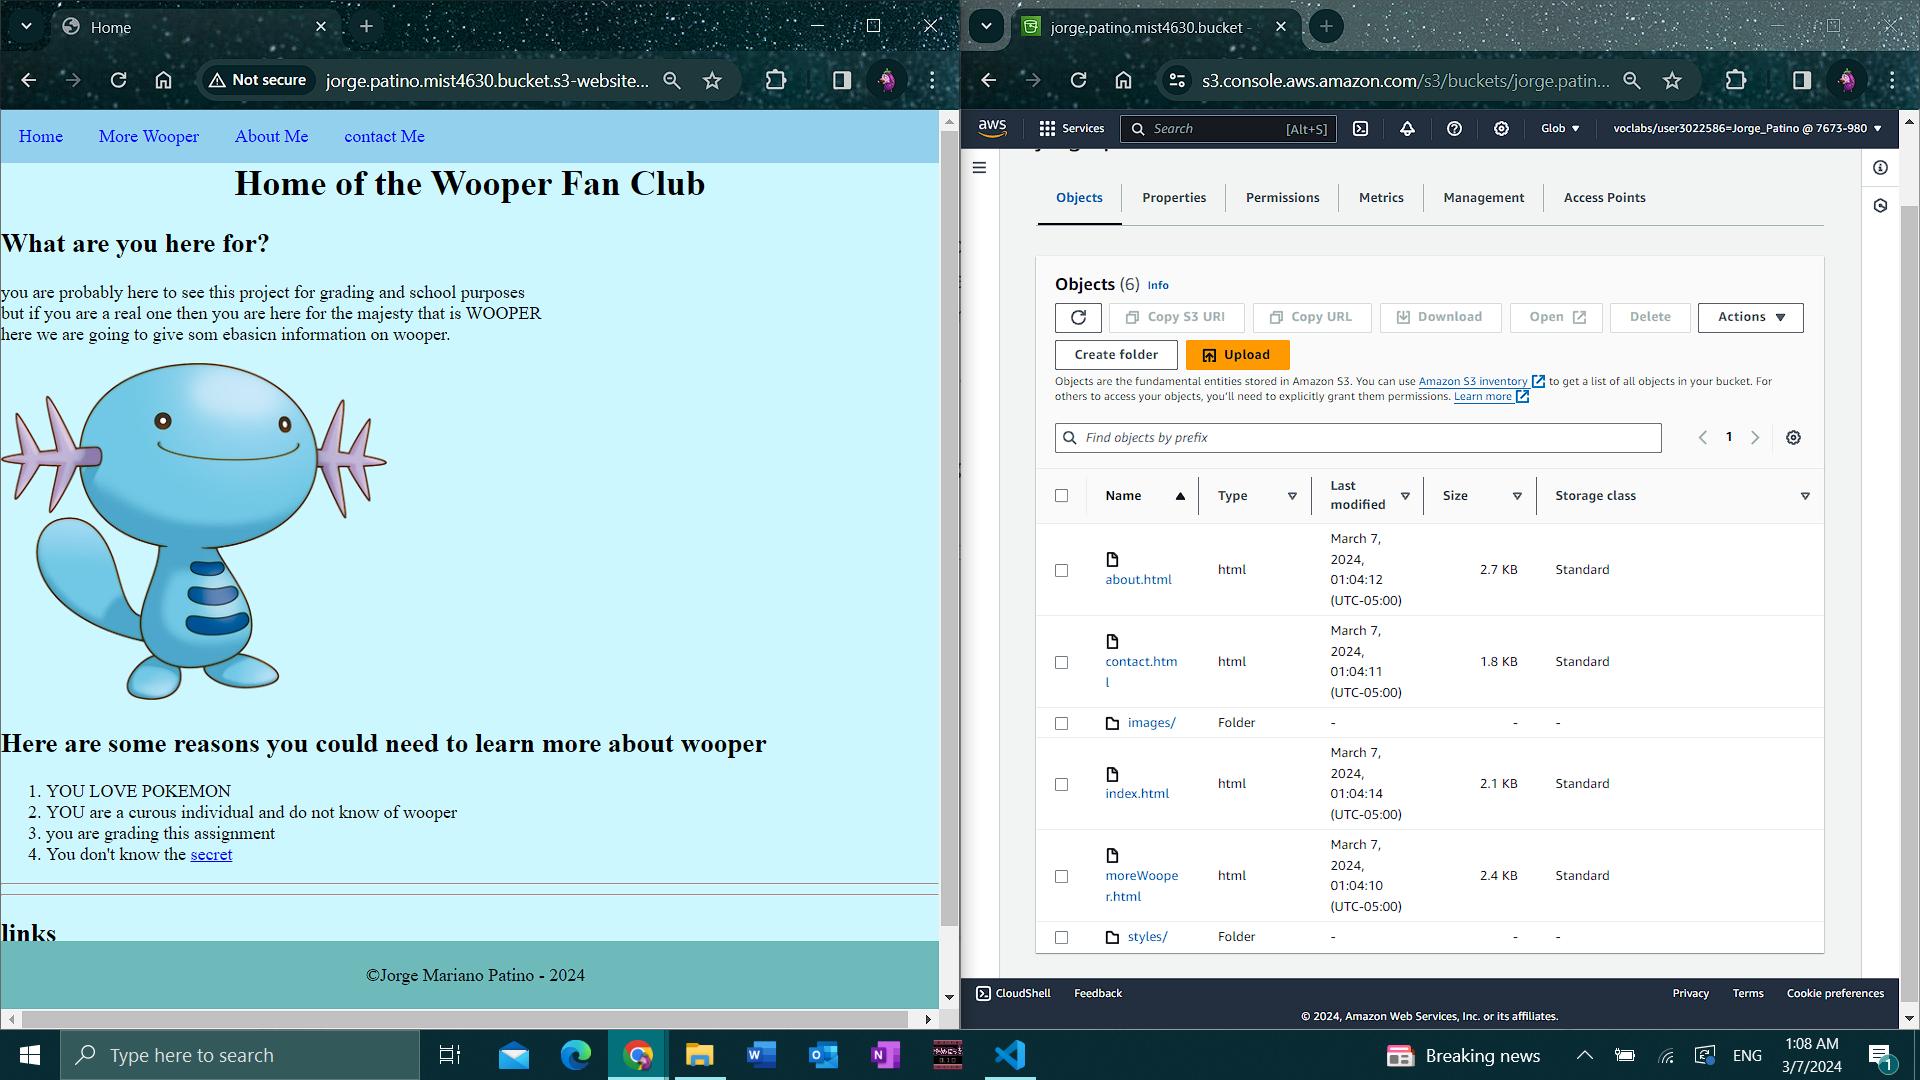 Home
Not secure
jorge.patino.mist4630.bucket.s3-website...
Home
More Wooper
About Me
contact Me
Home of the Wooper Fan Club
What are you here for?
you are probably here to see this project for grading and school purposes
but if you are a real one then you are here for the majesty that is WOOPER
here we are going to give som ebasicn information on wooper.
Here are some reasons you could need to learn more about wooper
1. YOU LOVE POKEMON
2. YOU are a curous individual and do not know of wooper
3. you are grading this assignment
4. You don't know the secret
links
©Jorge Mariano Patino - 2024
jorge.patino.mist4630.bucket -
s3.console.aws.amazon.com/s3/buckets/jorge.patin...
aws
Services
Search
[Alt+S]
Glob
voclabs/user3022586=Jorge_Patino @ 7673-980
Objects
Properties
Permissions
Metrics
Management
Access Points
Objects (6) Info
Copy S3 URI
Copy URL
Download
Open
Delete
Actions
Create folder
Upload
Objects are the fundamental entities stored in Amazon S3. You can use Amazon S3 inventory to get a list of all objects in your bucket. For
others to access your objects, you'll need to explicitly grant them permissions. Learn more
Find objects by prefix
1
Name
Type
Last
modified
Size
Storage class
about.html
html
March 7,
2024,
01:04:12
(UTC-05:00)
2.7 KB
Standard
contact.htm
l
html
March 7,
2024,
01:04:11
(UTC-05:00)
1.8 KB
Standard
images/
Folder
-
-
-
index.html
html
March 7,
2024,
01:04:14
(UTC-05:00)
2.1 KB
Standard
moreWoope
r.html
html
March 7,
2024,
01:04:10
(UTC-05:00)
2.4 KB
Standard
styles/
Folder
-
-
-
CloudShell
Feedback
Privacy
Terms
Cookie preferences
© 2024, Amazon Web Services, Inc. or its affiliates.
Type here to search
Breaking news
ENG
1:08 AM
3/7/2024
1